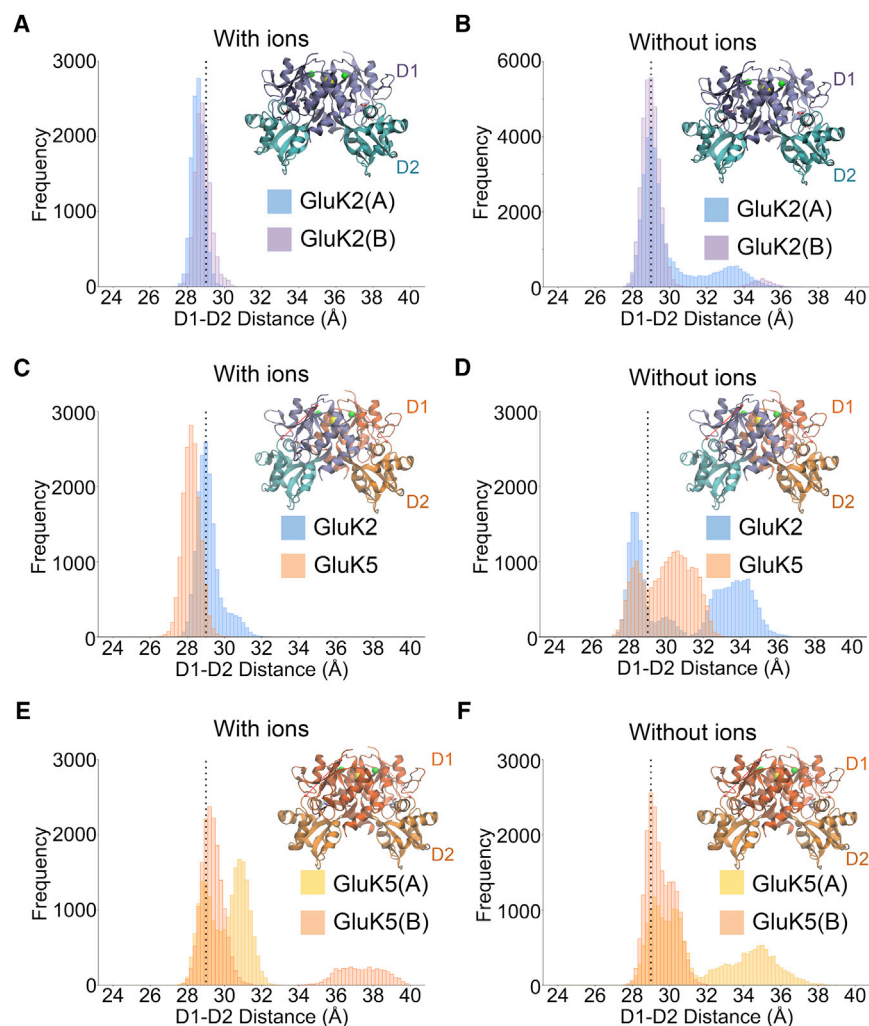 A
With ions
3000
2000
1000
0
Frequency
24 26 28 30 32 34 36 38 40
D1-D2 Distance (Å)
D1
D2
GluK2(A)
GluK2(B)
B
Without ions
6000
4000
2000
0
Frequency
24 26 28 30 32 34 36 38 40
D1-D2 Distance (Å)
D1
D2
GluK2(A)
GluK2(B)
C
With ions
3000
2000
1000
0
Frequency
24 26 28 30 32 34 36 38 40
D1-D2 Distance (Å)
D1
D2
GluK2
GluK5
D
Without ions
3000
2000
1000
0
Frequency
24 26 28 30 32 34 36 38 40
D1-D2 Distance (Å)
D1
D2
GluK2
GluK5
E
With ions
3000
2000
1000
0
Frequency
24 26 28 30 32 34 36 38 40
D1-D2 Distance (Å)
D1
D2
GluK5(A)
GluK5(B)
F
Without ions
3000
2000
1000
0
Frequency
24 26 28 30 32 34 36 38 40
D1-D2 Distance (Å)
D1
D2
GluK5(A)
GluK5(B)